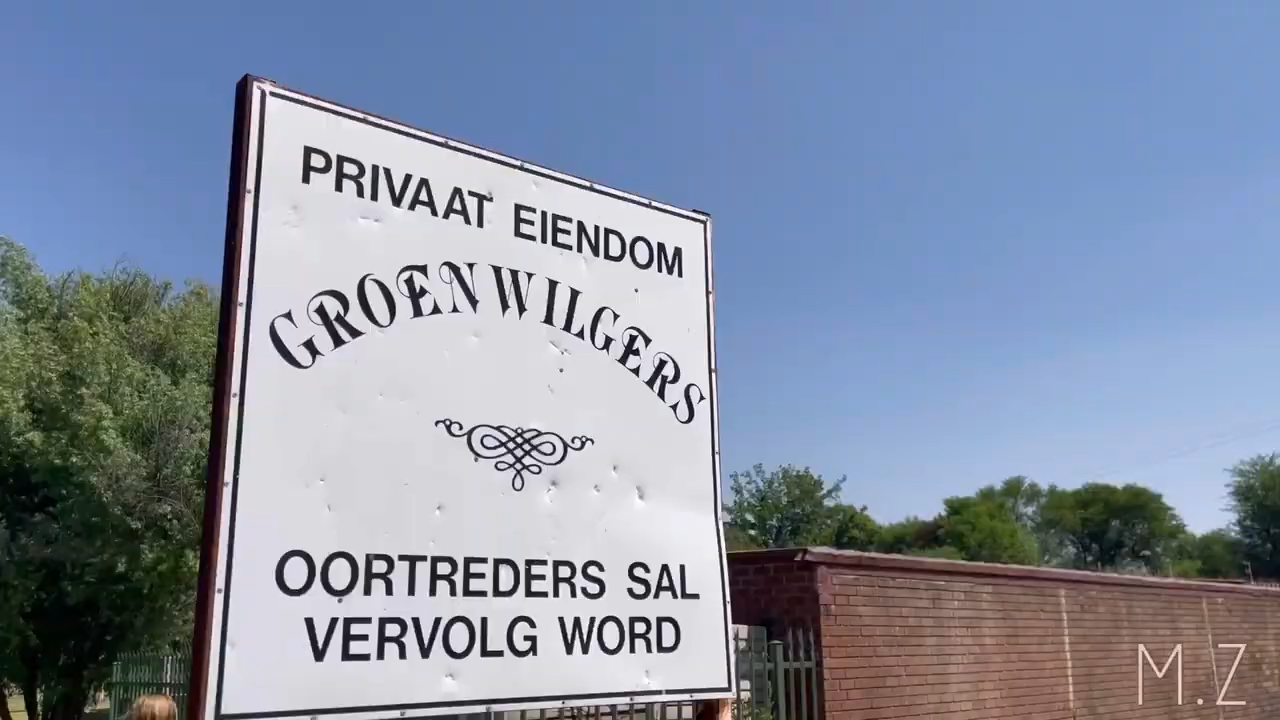 PRIVAAT EIENDOM
GROENWILGERS
OORTREDERS SAL
VERVOLG WORD
M.Z